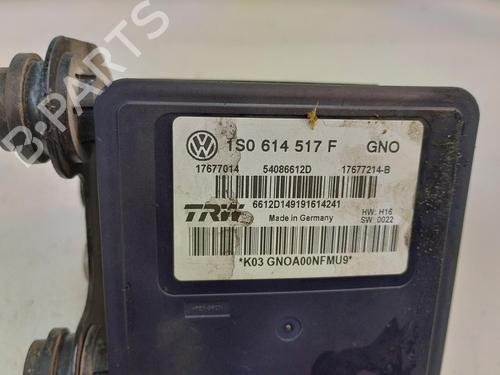 B-PARTS
1S0 614 517 F GNO
17677014 54086612D 17677214-B
TRW 6612D149191614241
Made in Germany
HW: H16
SW: 0022
*K03 GNOA00NFMU9*